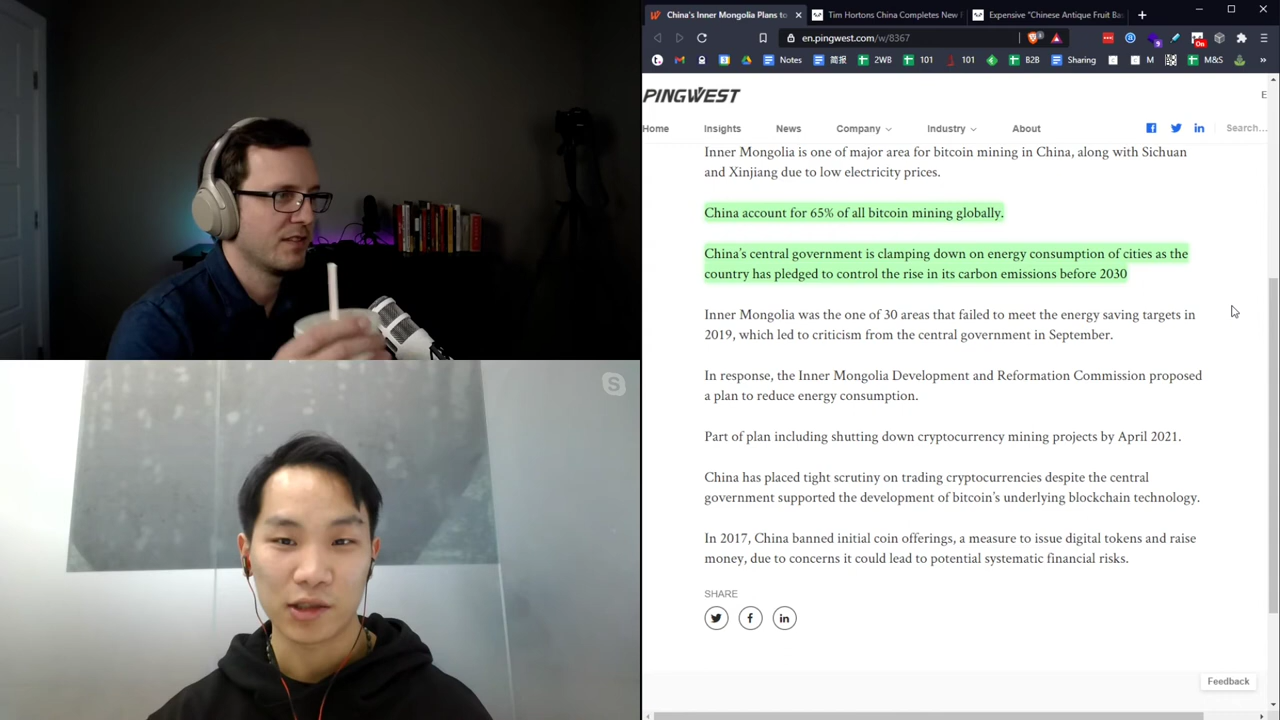 China's Inner Mongolia Plans to
Tim Hortons China Completes New
Expensive "Chinese Antique Fruit Ba
en.pingwest.com/w/8367
On
Notes
简报
2WB
101
101
B2B
Sharing
M
M&S
PINGWEST
E
Home
Insights
News
Company
Industry
About
Search...
Inner Mongolia is one of major area for bitcoin mining in China, along with Sichuan
and Xinjiang due to low electricity prices.
China account for 65% of all bitcoin mining globally.
China's central government is clamping down on energy consumption of cities as the
country has pledged to control the rise in its carbon emissions before 2030
Inner Mongolia was the one of 30 areas that failed to meet the energy saving targets in
2019, which led to criticism from the central government in September.
In response, the Inner Mongolia Development and Reformation Commission proposed
a plan to reduce energy consumption.
Part of plan including shutting down cryptocurrency mining projects by April 2021.
China has placed tight scrutiny on trading cryptocurrencies despite the central
government supported the development of bitcoin's underlying blockchain technology.
In 2017, China banned initial coin offerings, a measure to issue digital tokens and raise
money, due to concerns it could lead to potential systematic financial risks.
SHARE
Feedback